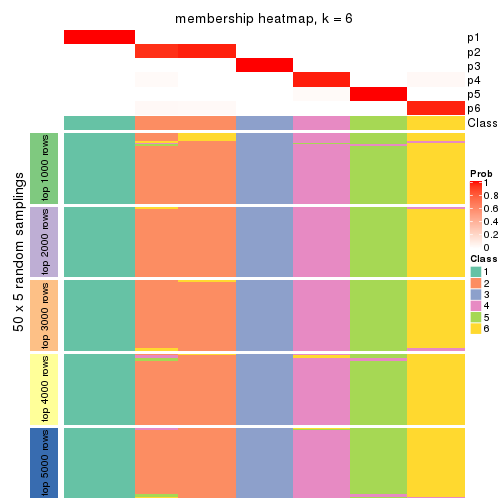 membership heatmap, k = 6
p1
p2
p3
p4
p5
p6
Class
50 x 5 random samplings
top 1000 rows
top 2000 rows
top 3000 rows
top 4000 rows
top 5000 rows
Prob
1
0.8
0.6
0.4
0.2
0
Class
1
2
3
4
5
6